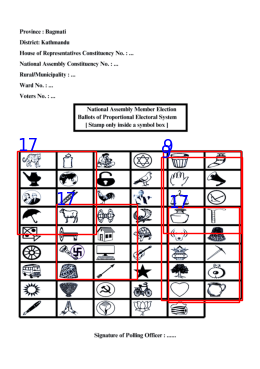 Province : Bagmati
District: Kathmandu
House of Representatives Constituency No. : ...
National Assembly Constituency No. : ...
Rural/Municipality : ...
Ward No. : ...
Voters No. : ...
National Assembly Member Election
Ballots of Proportional Electoral System
[ Stamp only inside a symbol box ]
17
9
17
17
Signature of Polling Officer : ......